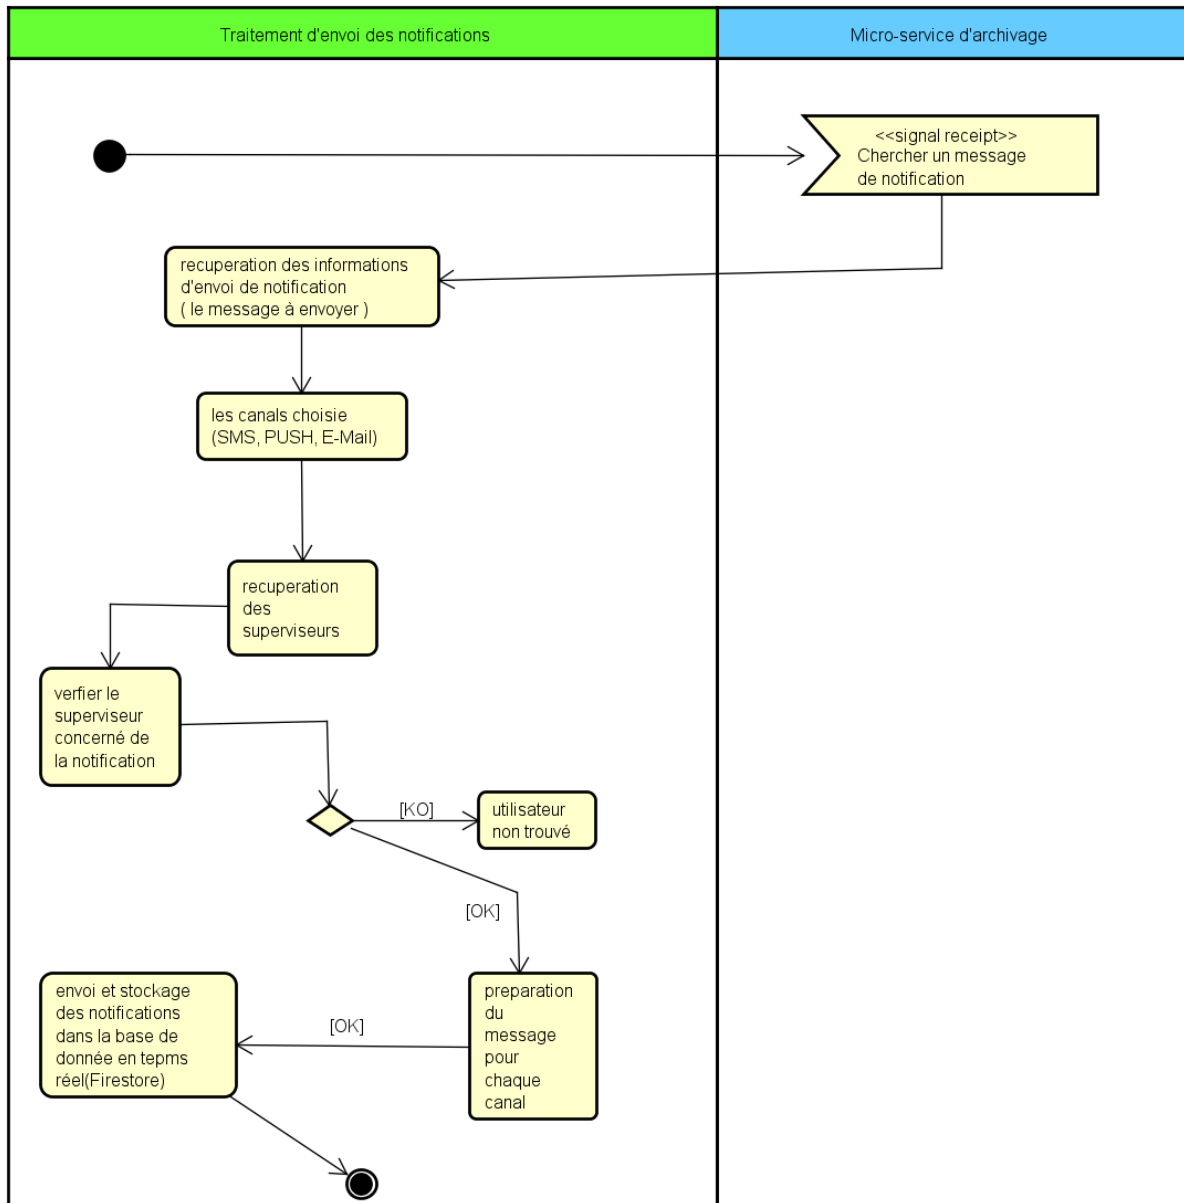 Traitement d'envoi des notifications
Micro-service d'archivage
<<signal receipt>>
Chercher un message
de notification
recuperation des informations
d'envoi de notification
( le message à envoyer )
les canals choisie
(SMS, PUSH, E-Mail)
recuperation
des
superviseurs
verfier le
superviseur
concerné de
la notification
[KO]
utilisateur
non trouvé
[OK]
envoi et stockage
des notifications
dans la base de
donnée en tepms
réel(Firestore)
[OK]
preparation
du
message
pour
chaque
canal